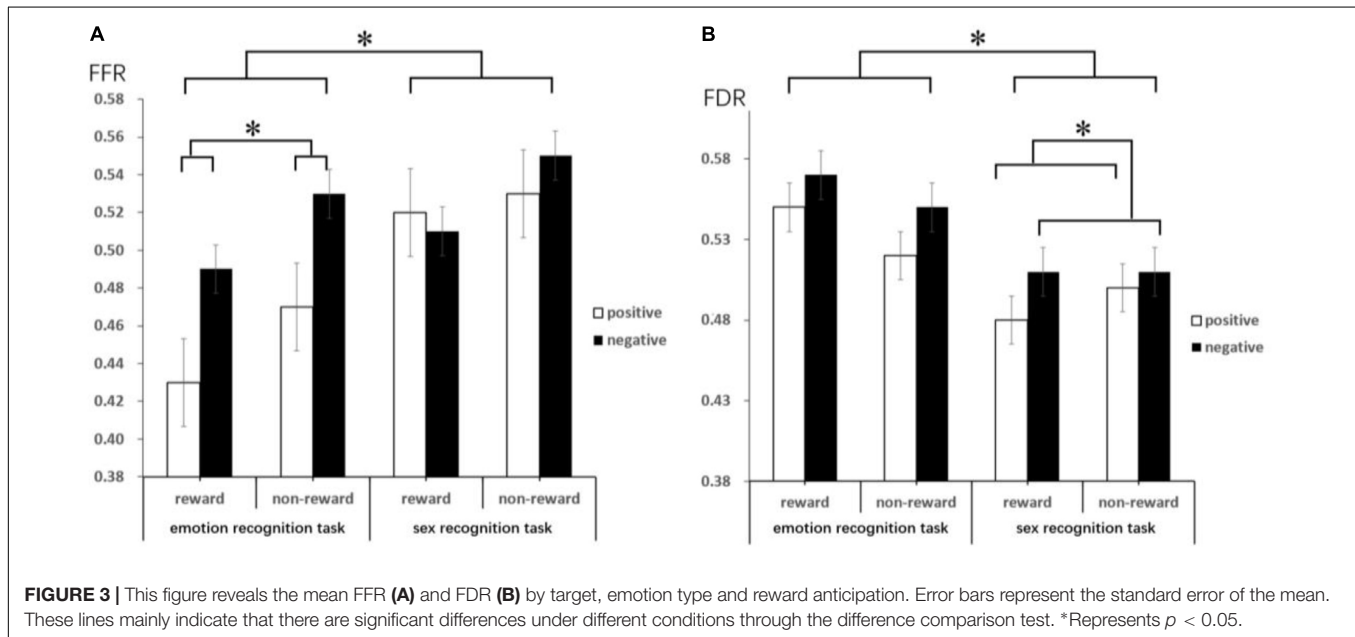 A
FFR
*
*
0.58
0.56
0.54
0.52
0.50
0.48
0.46
0.44
0.42
0.40
0.38
positive
negative
reward non-reward reward non-reward
emotion recognition task sex recognition task
B
FDR
*
*
0.58
0.53
0.48
0.43
0.38
positive
negative
reward non-reward reward non-reward
emotion recognition task sex recognition task
FIGURE 3 | This figure reveals the mean FFR (A) and FDR (B) by target, emotion type and reward anticipation. Error bars represent the standard error of the mean.
These lines mainly indicate that there are significant differences under different conditions through the difference comparison test. *Represents p < 0.05.